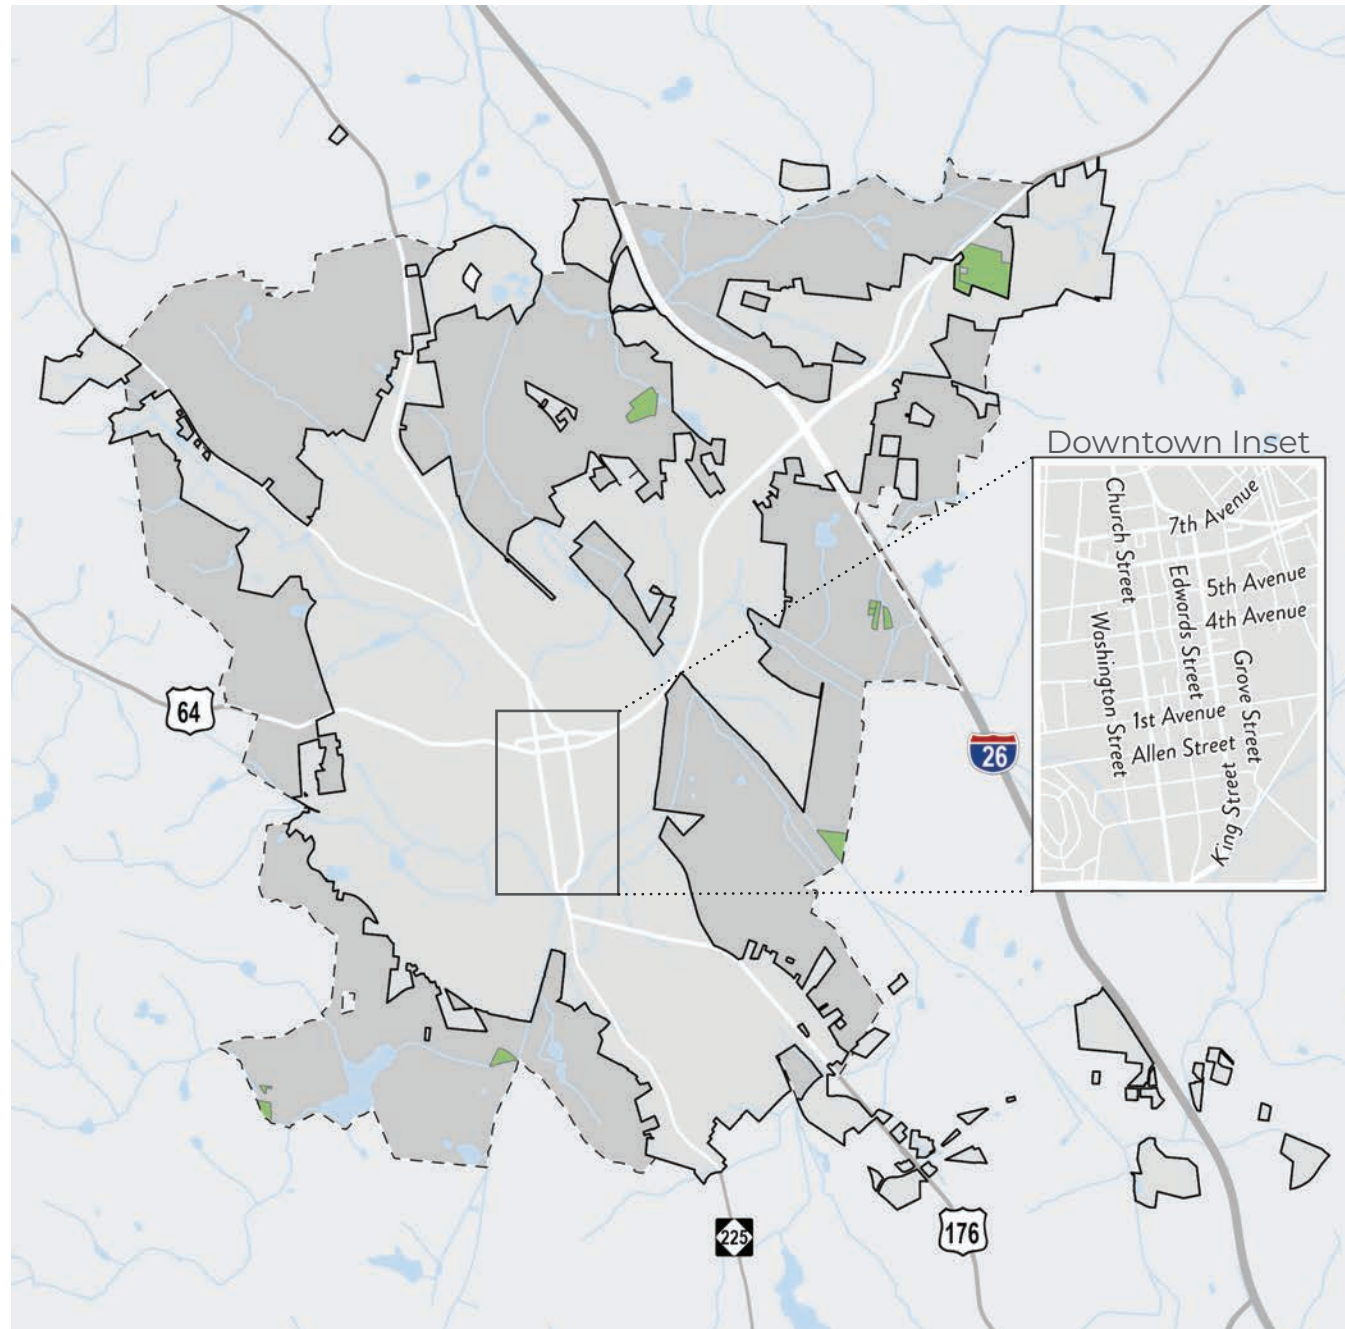 Downtown Inset
Church Street
7th Avenue
Edwards Street
5th Avenue
4th Avenue
Washington Street
Grove Street
1st Avenue
Allen Street
King Street
64
26
225
176